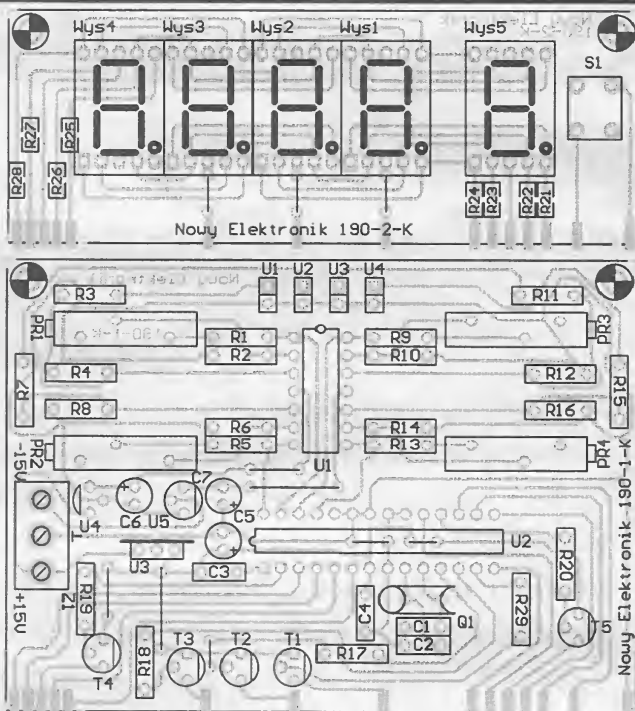 Wys4 Wys3 Wys2 Wys1 Wys5
S1
R28 R27 R26 R25
R24 R23 R22 R21
Nowy Elektronik 190-2-K
U1 U2 U3 U4
R3 R11
PR1 PR3
R1 R9
R2 R10
R4 R12
R7 R15
R8 R16
R6 R14
R5 R13
PR2 PR4
U1
-15V
U4 C6 U5 C7 C5
U2
U3 C3
Z1
+15V
R19 R20
C4 Q1 R29
C1
C2
T5
R18 T3 T2 T1 R17
T4
Nowy Elektronik 190-1-K